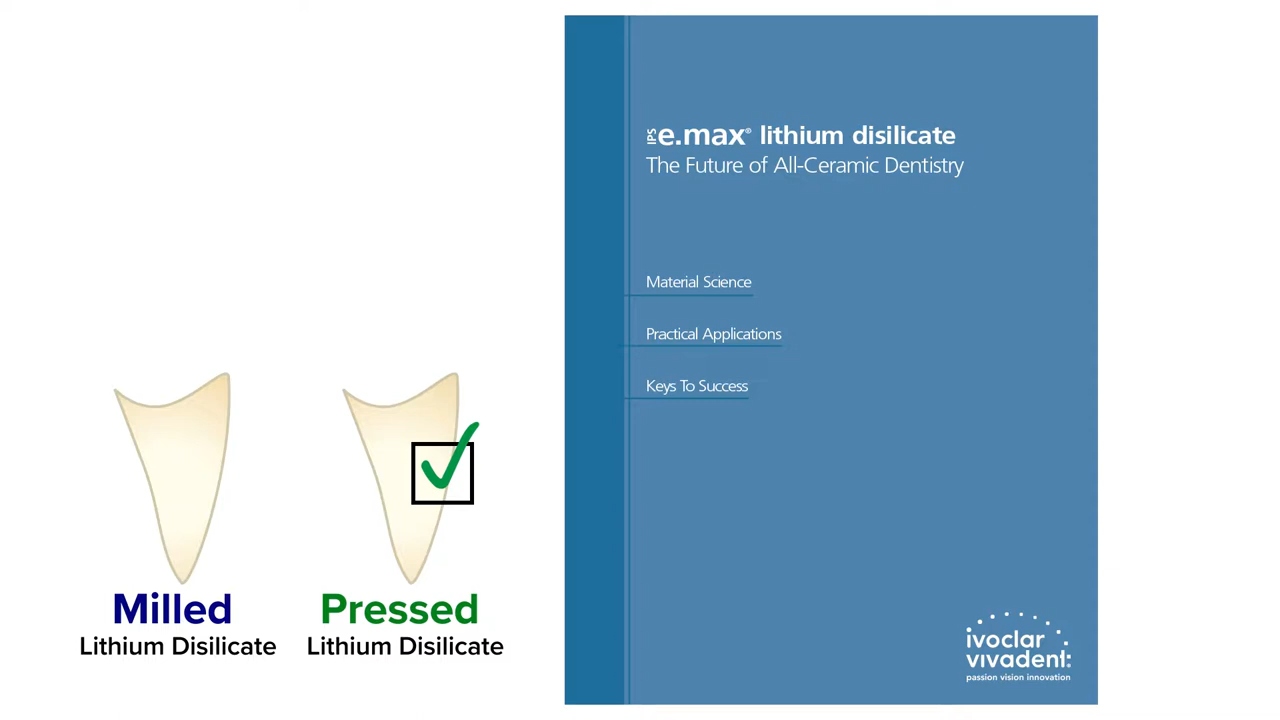 IPS e.max® lithium disilicate
The Future of All-Ceramic Dentistry
Material Science
Practical Applications
Keys To Success
Milled
Lithium Disilicate
Pressed
Lithium Disilicate
ivoclar
vivadent:
passion vision innovation